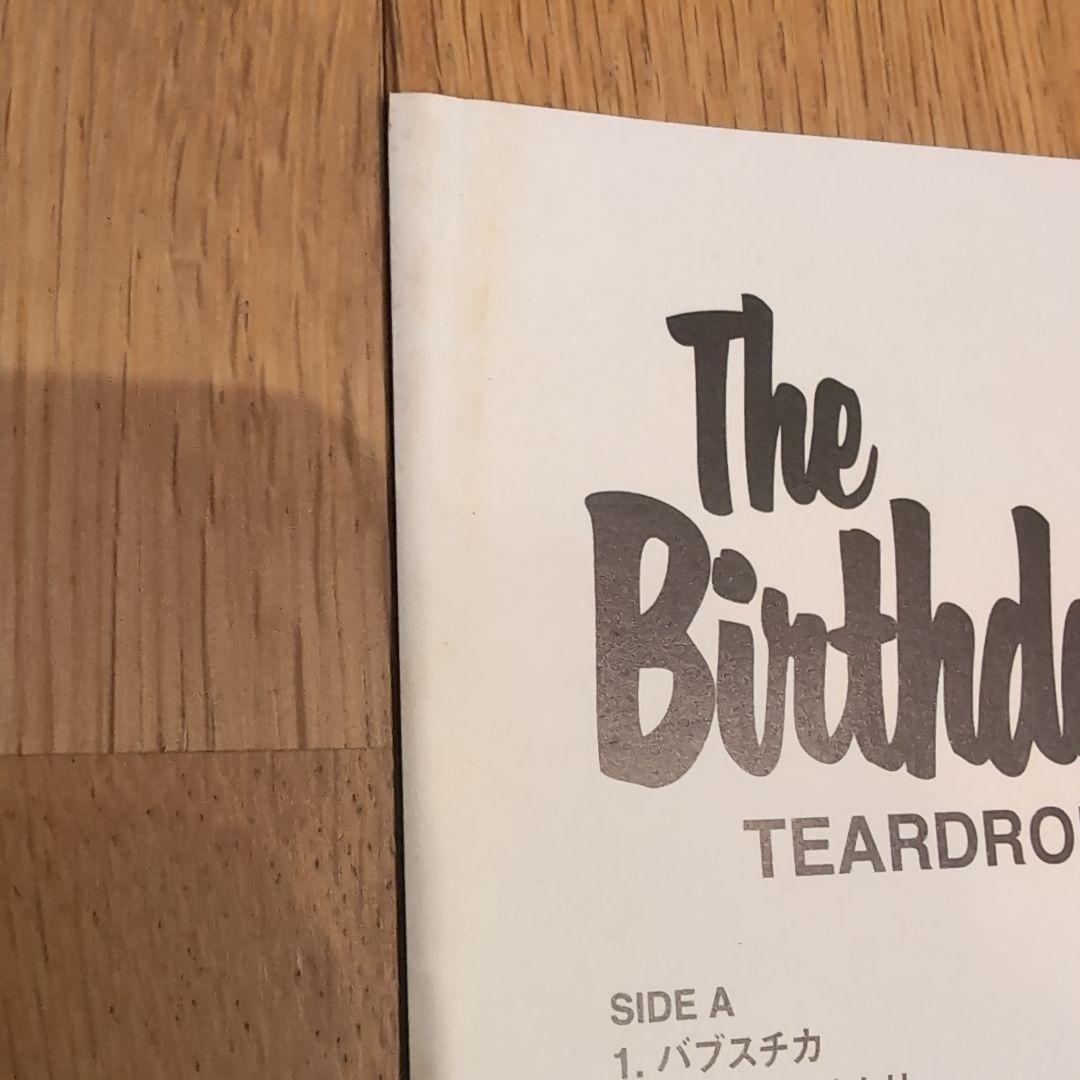 The
Birthd
TEARDRO
SIDE A
1. バブスチカ